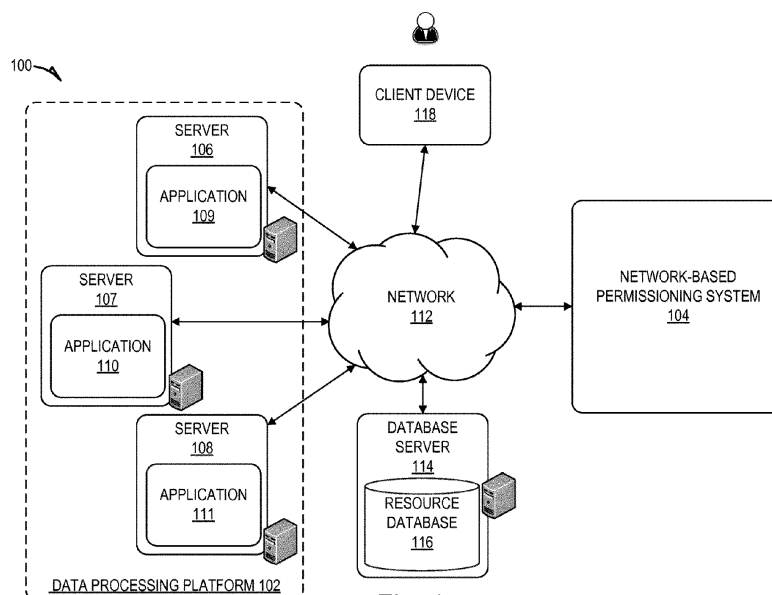 100
CLIENT DEVICE
118
SERVER
106
APPLICATION
109
SERVER
107
APPLICATION
110
SERVER
108
APPLICATION
111
DATA PROCESSING PLATFORM 102
NETWORK
112
NETWORK-BASED
PERMISSIONING SYSTEM
104
DATABASE
SERVER
114
RESOURCE
DATABASE
116